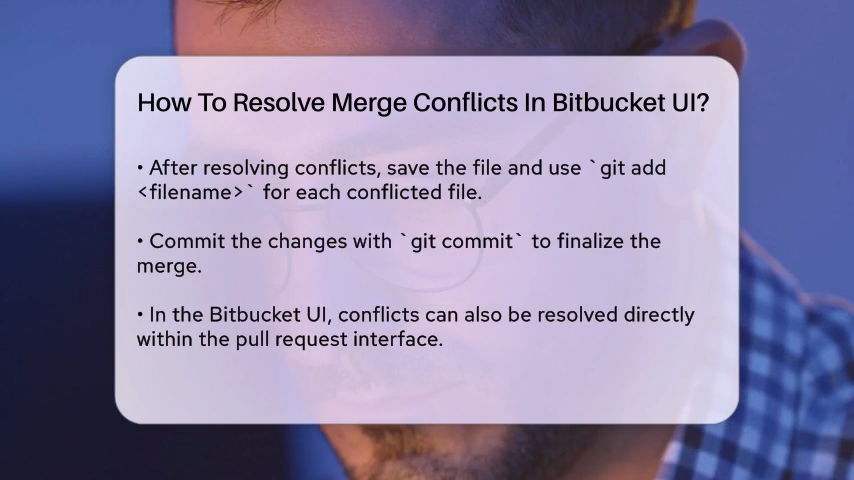 How To Resolve Merge Conflicts In Bitbucket UI?
• After resolving conflicts, save the file and use `git add
<filename>` for each conflicted file.
• Commit the changes with `git commit` to finalize the
merge.
• In the Bitbucket UI, conflicts can also be resolved directly
within the pull request interface.